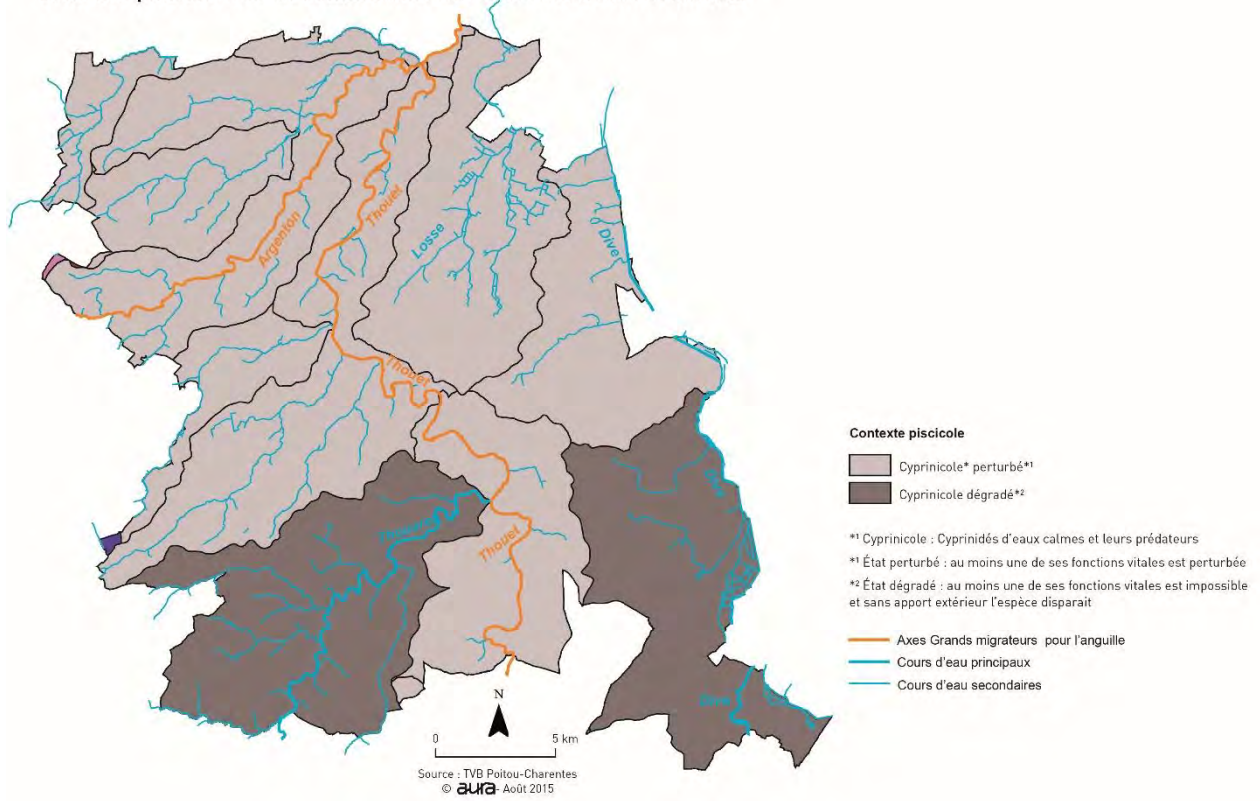 Argenton
Thouet
Losse
Dive
Thouet
Dive
Thouaret
Thouet
Dive
N
0 5 km
Source : TVB Poitou-Charentes
© aura - Août 2015
Contexte piscicole
Cyprinicole* perturbé*¹
Cyprinicole dégradé*²
*¹ Cyprinicole : Cyprinidés d'eaux calmes et leurs prédateurs
*¹ État perturbé : au moins une de ses fonctions vitales est perturbée
*² État dégradé : au moins une de ses fonctions vitales est impossible
et sans apport extérieur l'espèce disparait
Axes Grands migrateurs pour l'anguille
Cours d'eau principaux
Cours d'eau secondaires